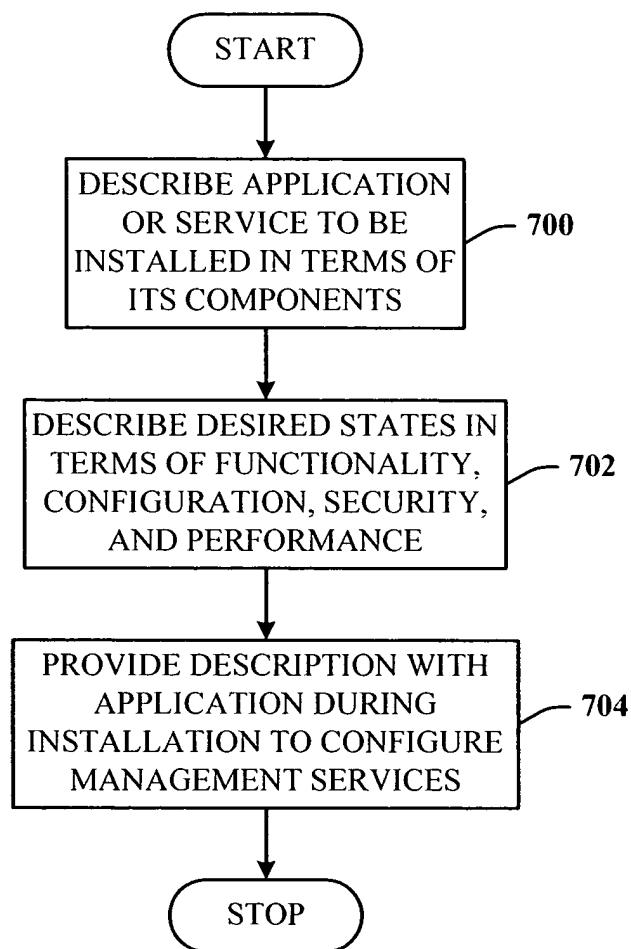 START
DESCRIBE APPLICATION
OR SERVICE TO BE
INSTALLED IN TERMS OF
ITS COMPONENTS
700
DESCRIBE DESIRED STATES IN
TERMS OF FUNCTIONALITY,
CONFIGURATION, SECURITY,
AND PERFORMANCE
702
PROVIDE DESCRIPTION WITH
APPLICATION DURING
INSTALLATION TO CONFIGURE
MANAGEMENT SERVICES
704
STOP